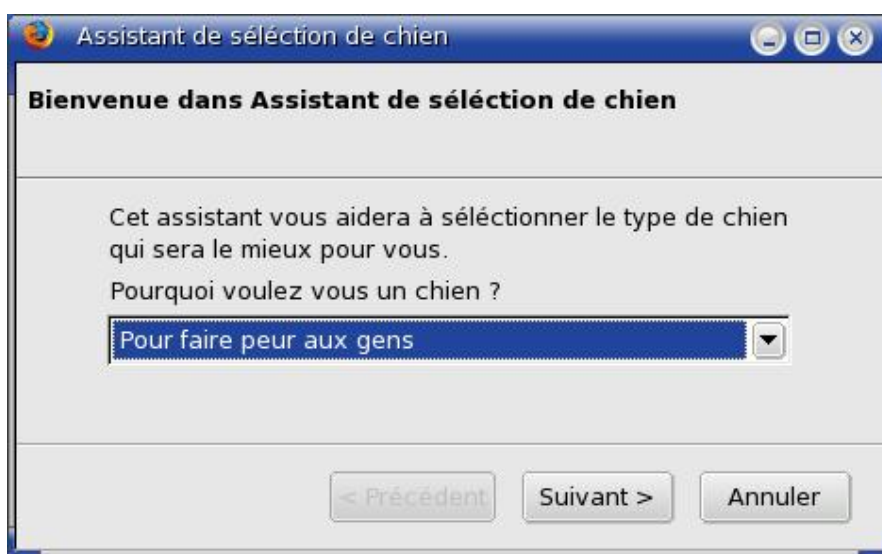 Assistant de séléction de chien
Bienvenue dans Assistant de séléction de chien
Cet assistant vous aidera à séléctionner le type de chien
qui sera le mieux pour vous.
Pourquoi voulez vous un chien ?
Pour faire peur aux gens
< Précédent Suivant > Annuler